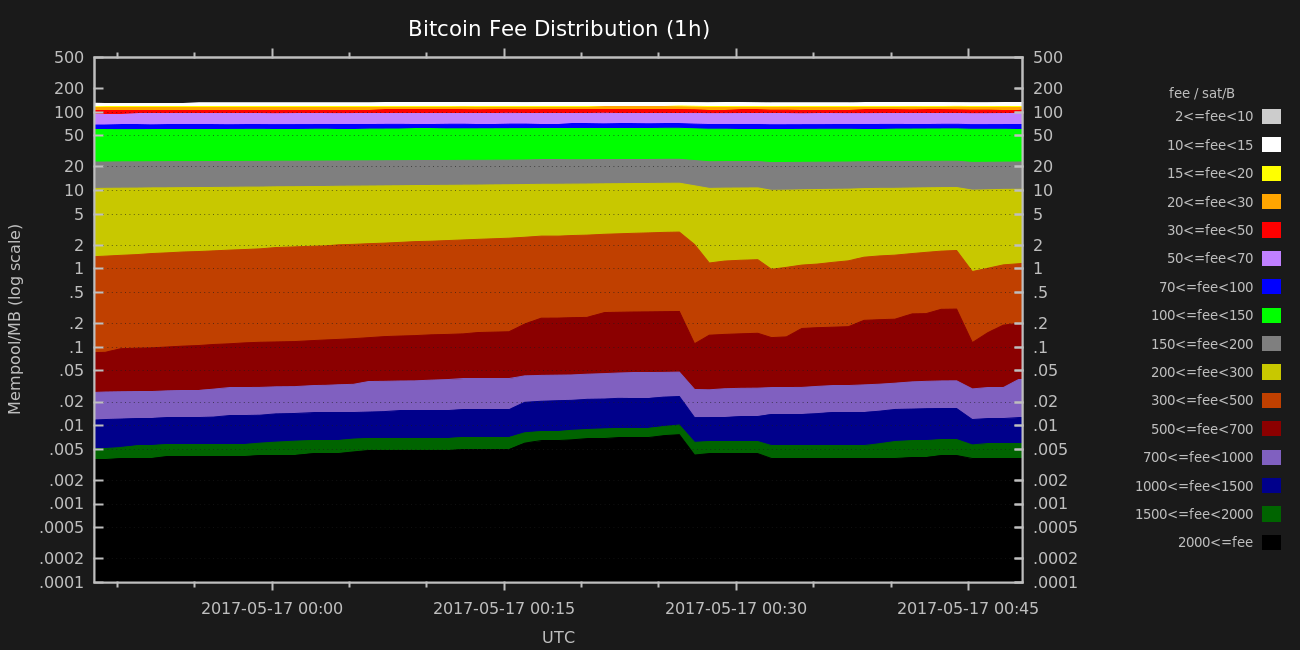 Bitcoin Fee Distribution (1h)
Mempool/MB (log scale)
500
200
100
50
20
10
5
2
1
.5
.2
.1
.05
.02
.01
.005
.002
.001
.0005
.0002
.0001
500
200
100
50
20
10
5
2
1
.5
.2
.1
.05
.02
.01
.005
.002
.001
.0005
.0002
.0001
2017-05-17 00:00 2017-05-17 00:15 2017-05-17 00:30 2017-05-17 00:45
UTC
fee / sat/B
2<=fee<10
10<=fee<15
15<=fee<20
20<=fee<30
30<=fee<50
50<=fee<70
70<=fee<100
100<=fee<150
150<=fee<200
200<=fee<300
300<=fee<500
500<=fee<700
700<=fee<1000
1000<=fee<1500
1500<=fee<2000
2000<=fee